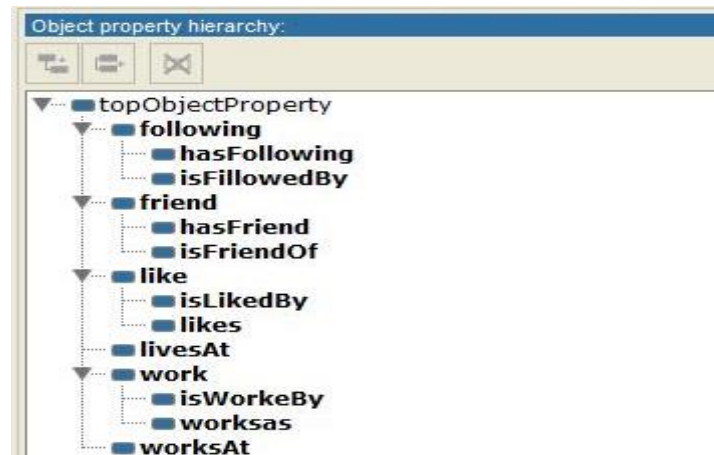 Object property hierarchy:
topObjectProperty
following
hasFollowing
isFillowedBy
friend
hasFriend
isFriendOf
like
isLikedBy
likes
livesAt
work
isWorkeBy
worksas
worksAt